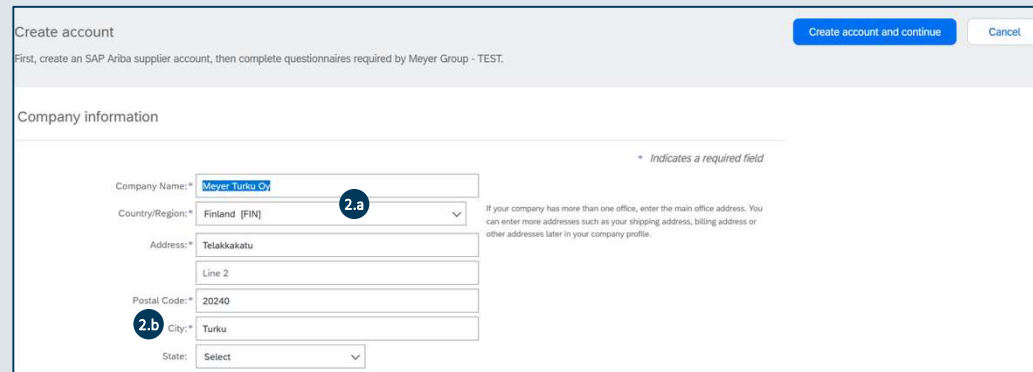 Create account
Create account and continue
Cancel
First, create an SAP Ariba supplier account, then complete questionnaires required by Meyer Group - TEST.
Company information
* Indicates a required field
Company Name:* Meyer Turku Oy
2.a
Country/Region:* Finland [FIN]
If your company has more than one office, enter the main office address. You
can enter more addresses such as your shipping address, billing address or
other addresses later in your company profile.
Address:* Telakkakatu
Line 2
Postal Code:* 20240
2.b City:* Turku
State: Select